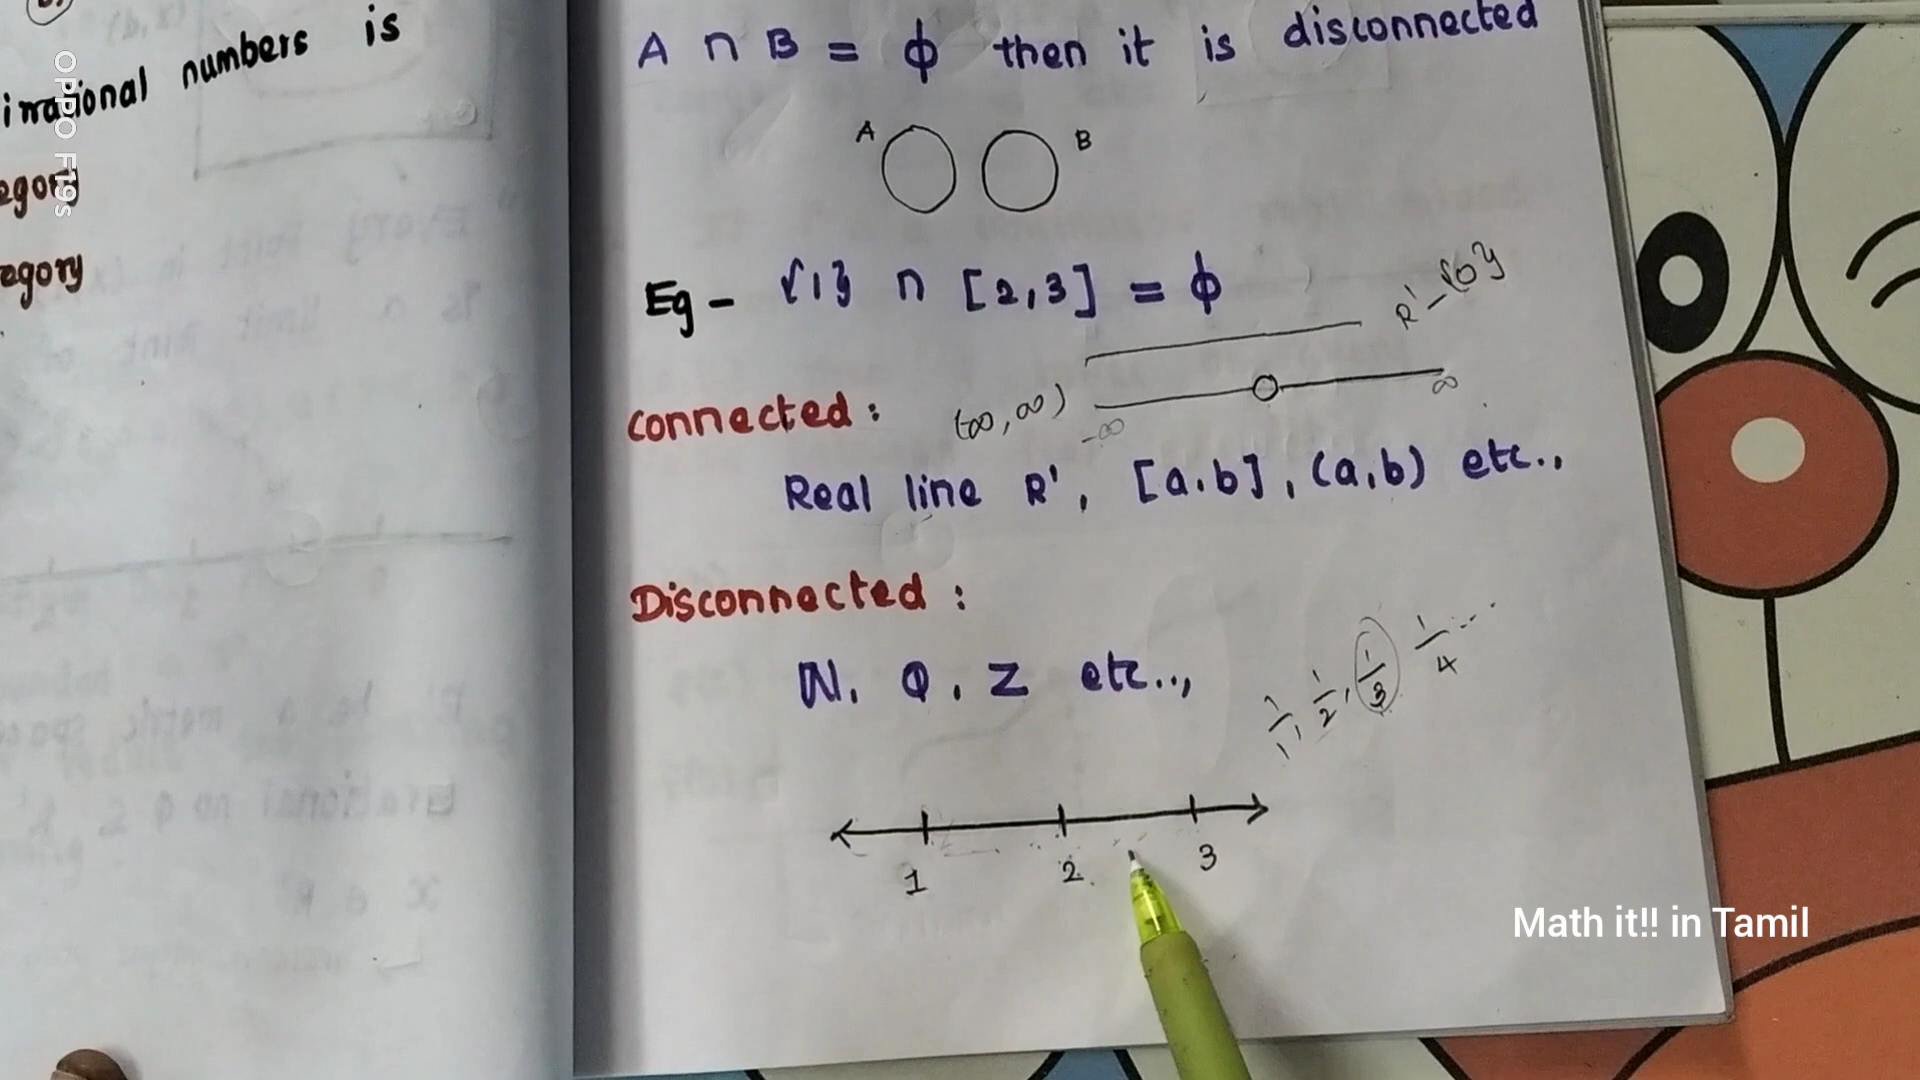 irrational numbers is
egory
egory
A ∩ B = ϕ then it is disconnected
A B
Eg - {1} ∩ [2,3] = ϕ
R' - {0}
connected : (-∞, ∞) -∞ ∞
Real line R', [a,b], (a,b) etc..,
Disconnected :
N, Q, Z etc..,
1/1, 1/2, 1/3, 1/4 ...
1 2 3
OPPO F19s
Math it!! in Tamil